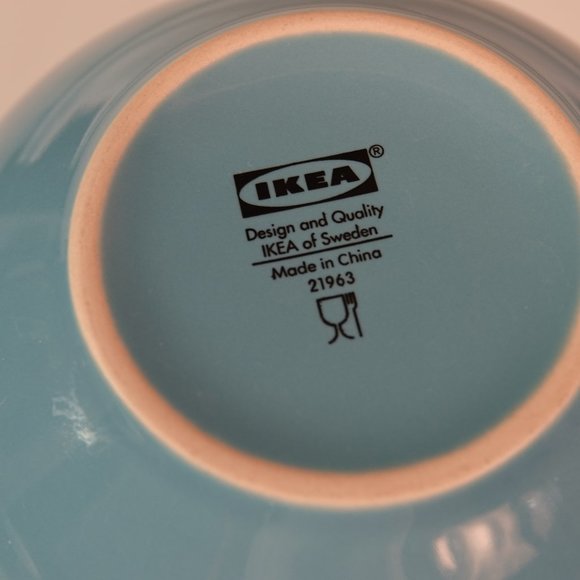 IKEA®
Design and Quality
IKEA of Sweden
Made in China
21963